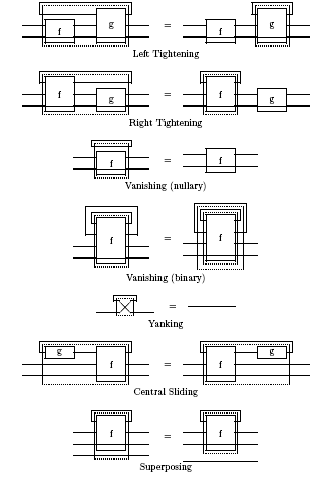 f g = f g
Left Tightening
f g = f g
Right Tightening
f = f
Vanishing (nullary)
f = f
Vanishing (binary)
=
Yanking
g f = f g
Central Sliding
f = f
Superposing